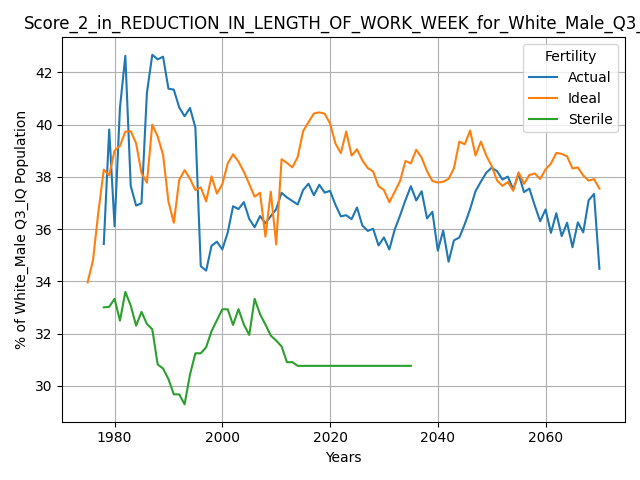 Score_2_in_REDUCTION_IN_LENGTH_OF_WORK_WEEK_for_White_Male_Q3_
Fertility
Actual
Ideal
Sterile
% of White_Male Q3_IQ Population
42
40
38
36
34
32
30
1980
2000
2020
2040
2060
Years